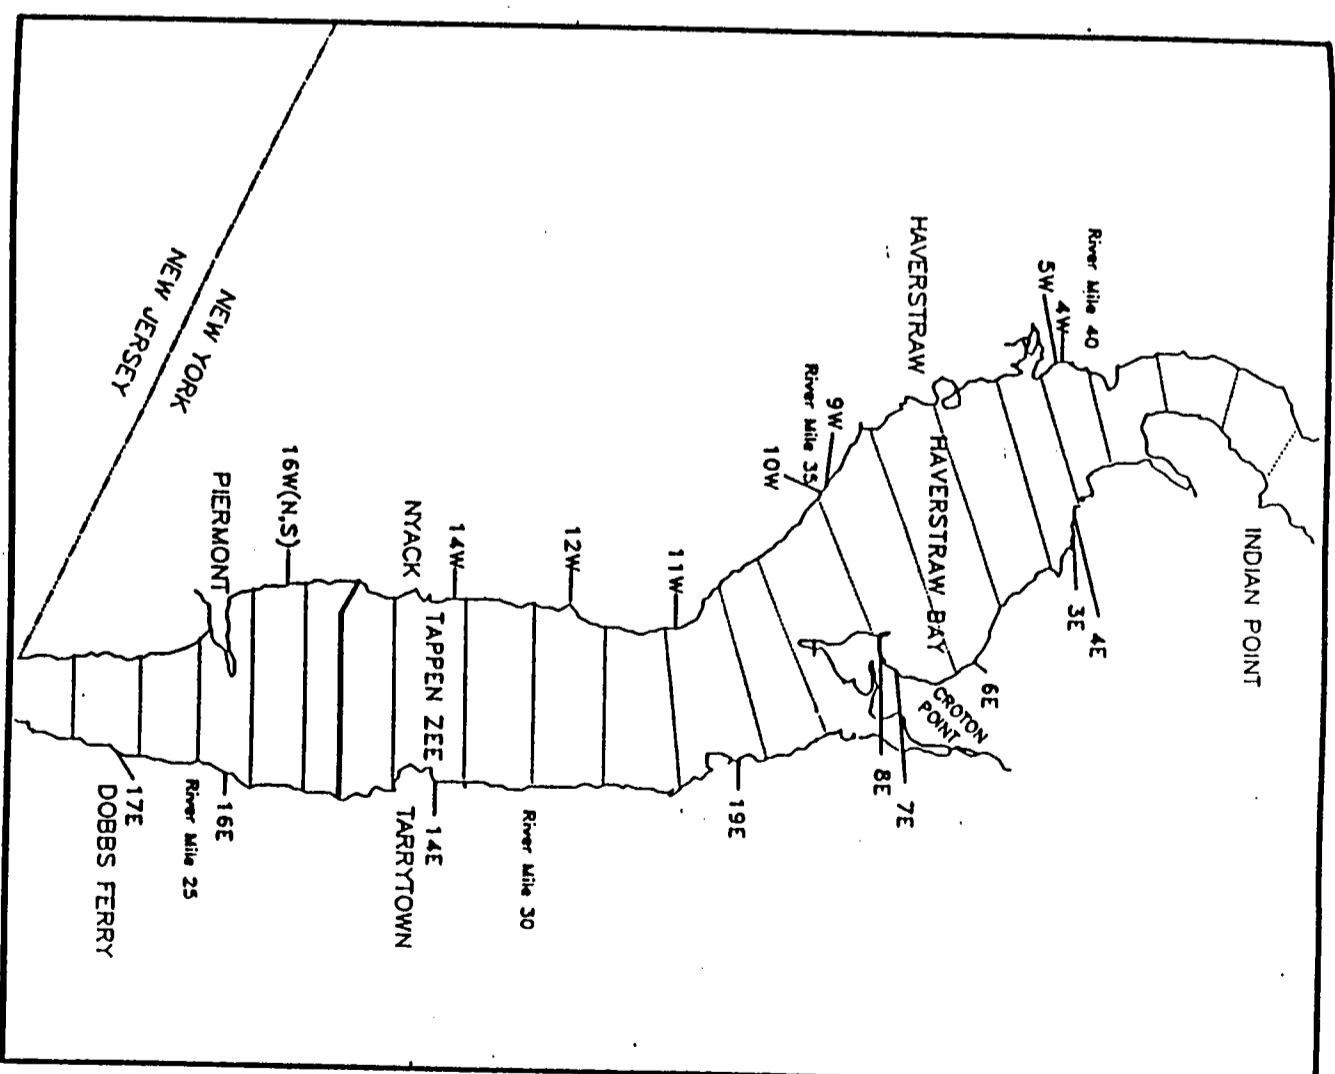 INDIAN POINT
River Mile 40
4W
5W
4E
3E
HAVERSTRAW
HAVERSTRAW BAY
6E
CROTON
POINT
7E
8E
9W
River Mile 35
10W
19E
11W
12W
River Mile 30
14W
TAPPEN ZEE
14E
NYACK
TARRYTOWN
16W(N,S)
PIERMONT
16E
River Mile 25
17E
DOBBS FERRY
NEW YORK
NEW JERSEY